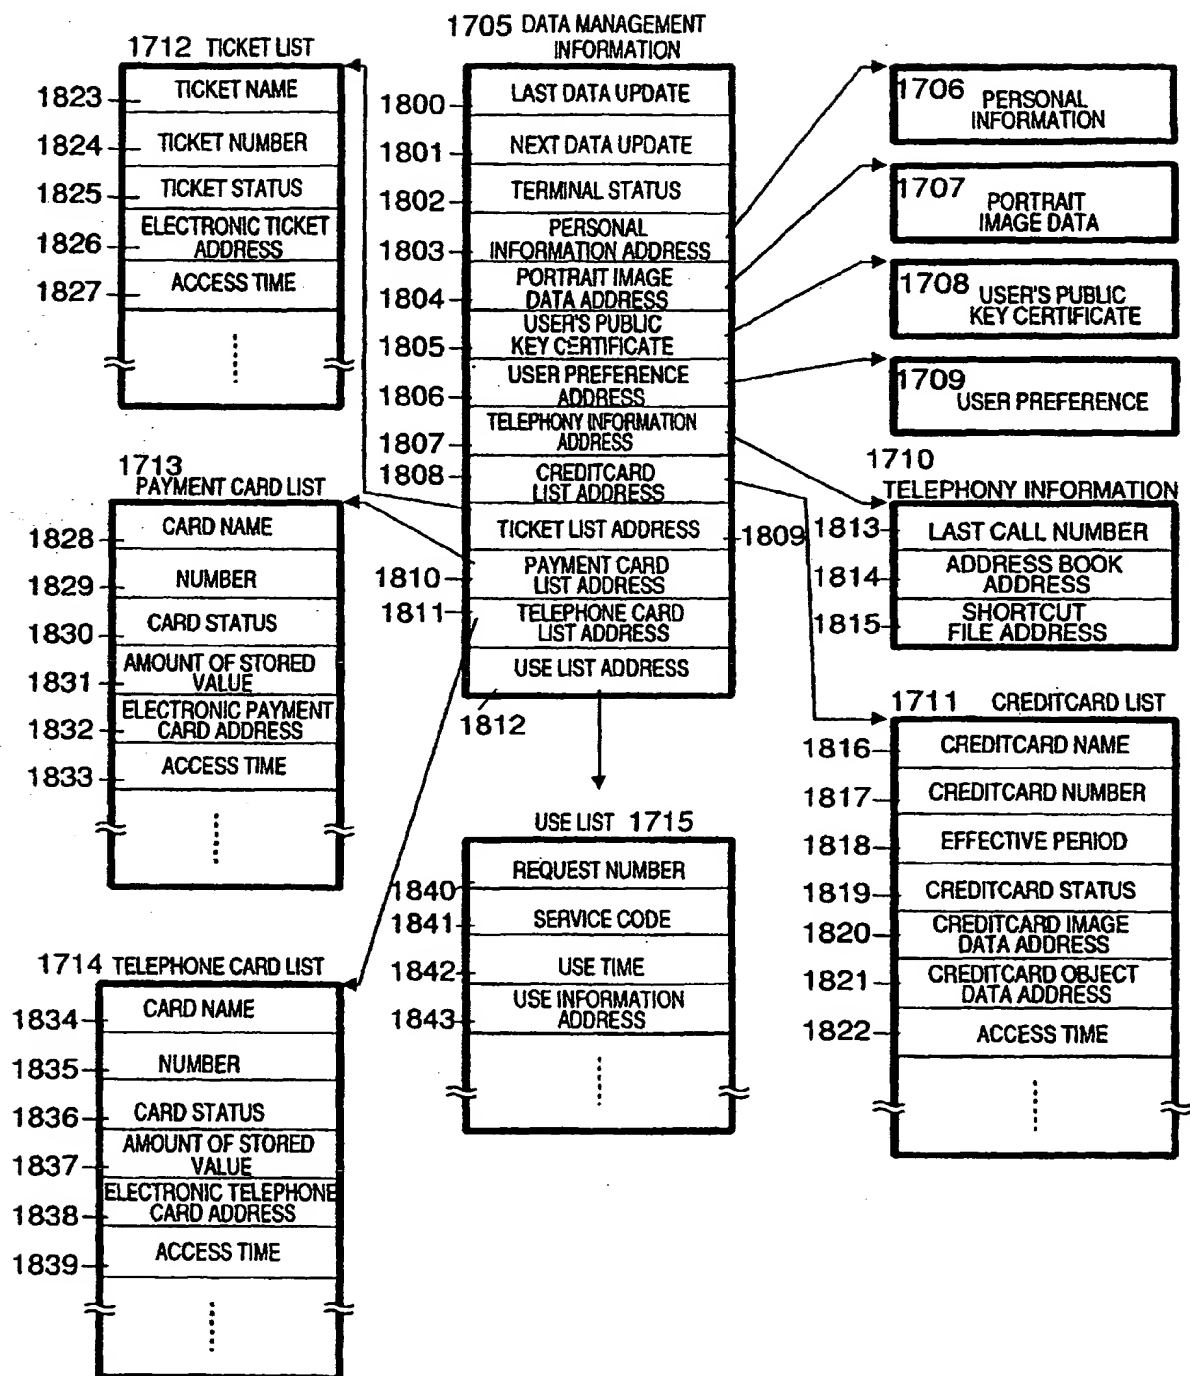 1712 TICKET LIST
1823 TICKET NAME
1824 TICKET NUMBER
1825 TICKET STATUS
1826 ELECTRONIC TICKET
ADDRESS
1827 ACCESS TIME
1713
PAYMENT CARD LIST
1828 CARD NAME
1829 NUMBER
1830 CARD STATUS
1831 AMOUNT OF STORED
VALUE
1832 ELECTRONIC PAYMENT
CARD ADDRESS
1833 ACCESS TIME
1714 TELEPHONE CARD LIST
1834 CARD NAME
1835 NUMBER
1836 CARD STATUS
1837 AMOUNT OF STORED
VALUE
1838 ELECTRONIC TELEPHONE
CARD ADDRESS
1839 ACCESS TIME
1705 DATA MANAGEMENT
INFORMATION
1800 LAST DATA UPDATE
1801 NEXT DATA UPDATE
1802 TERMINAL STATUS
1803 PERSONAL
INFORMATION ADDRESS
1804 PORTRAIT IMAGE
DATA ADDRESS
1805 USER'S PUBLIC
KEY CERTIFICATE
1806 USER PREFERENCE
ADDRESS
1807 TELEPHONY INFORMATION
ADDRESS
1808 CREDITCARD
LIST ADDRESS
TICKET LIST ADDRESS 1809
1810 PAYMENT CARD
LIST ADDRESS
1811 TELEPHONE CARD
LIST ADDRESS
USE LIST ADDRESS
1812
USE LIST 1715
1840 REQUEST NUMBER
1841 SERVICE CODE
1842 USE TIME
1843 USE INFORMATION
ADDRESS
1706 PERSONAL
INFORMATION
1707 PORTRAIT
IMAGE DATA
1708 USER'S PUBLIC
KEY CERTIFICATE
1709 USER PREFERENCE
1710
TELEPHONY INFORMATION
1813 LAST CALL NUMBER
1814 ADDRESS BOOK
ADDRESS
1815 SHORTCUT
FILE ADDRESS
1711 CREDITCARD LIST
1816 CREDITCARD NAME
1817 CREDITCARD NUMBER
1818 EFFECTIVE PERIOD
1819 CREDITCARD STATUS
1820 CREDITCARD IMAGE
DATA ADDRESS
1821 CREDITCARD OBJECT
DATA ADDRESS
1822 ACCESS TIME